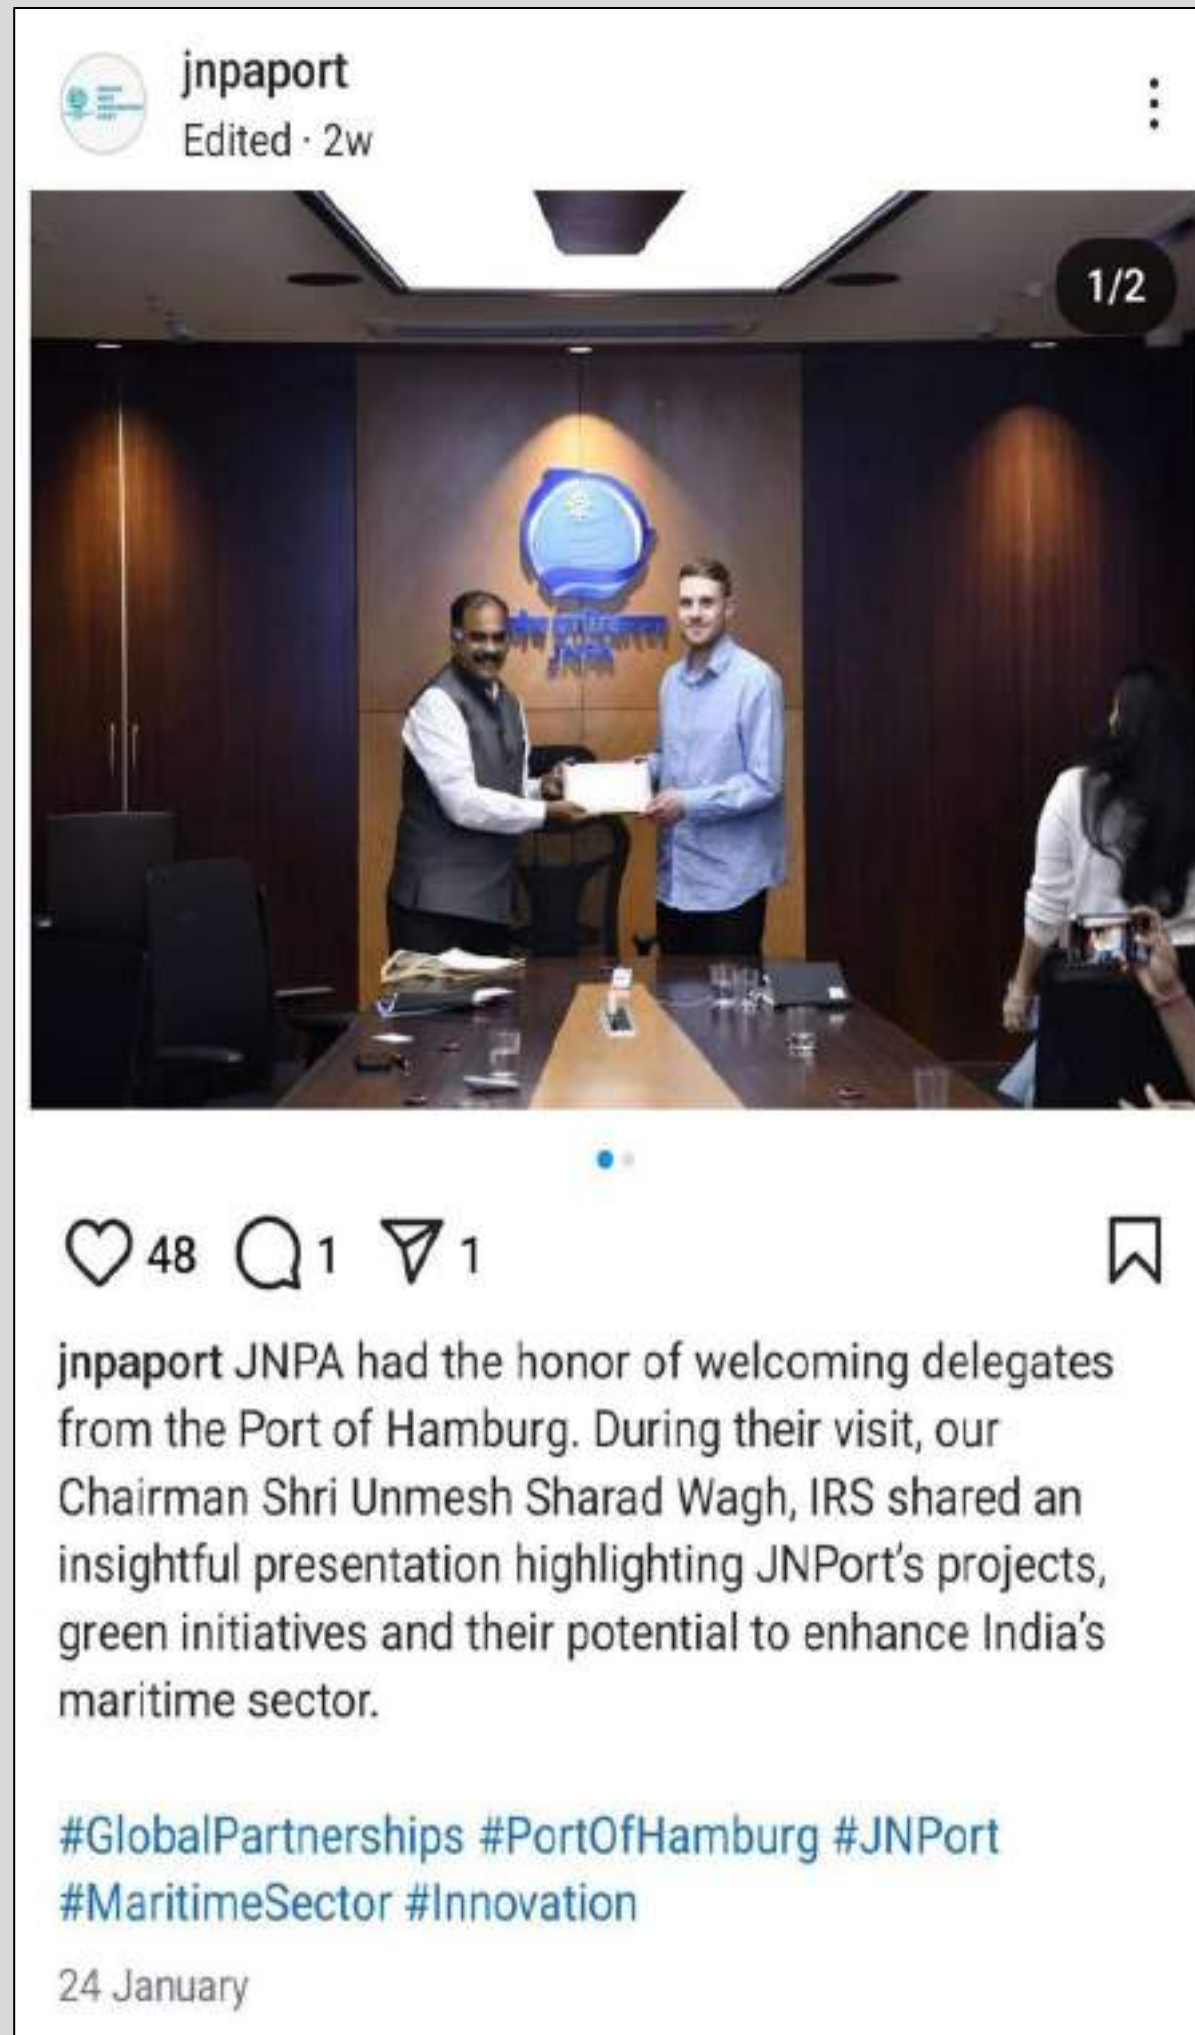 jnpaport
Edited · 2w
1/2
JNPA
48 1 1
jnpaport JNPA had the honor of welcoming delegates
from the Port of Hamburg. During their visit, our
Chairman Shri Unmesh Sharad Wagh, IRS shared an
insightful presentation highlighting JNPort's projects,
green initiatives and their potential to enhance India's
maritime sector.
#GlobalPartnerships #PortOfHamburg #JNPort
#MaritimeSector #Innovation
24 January